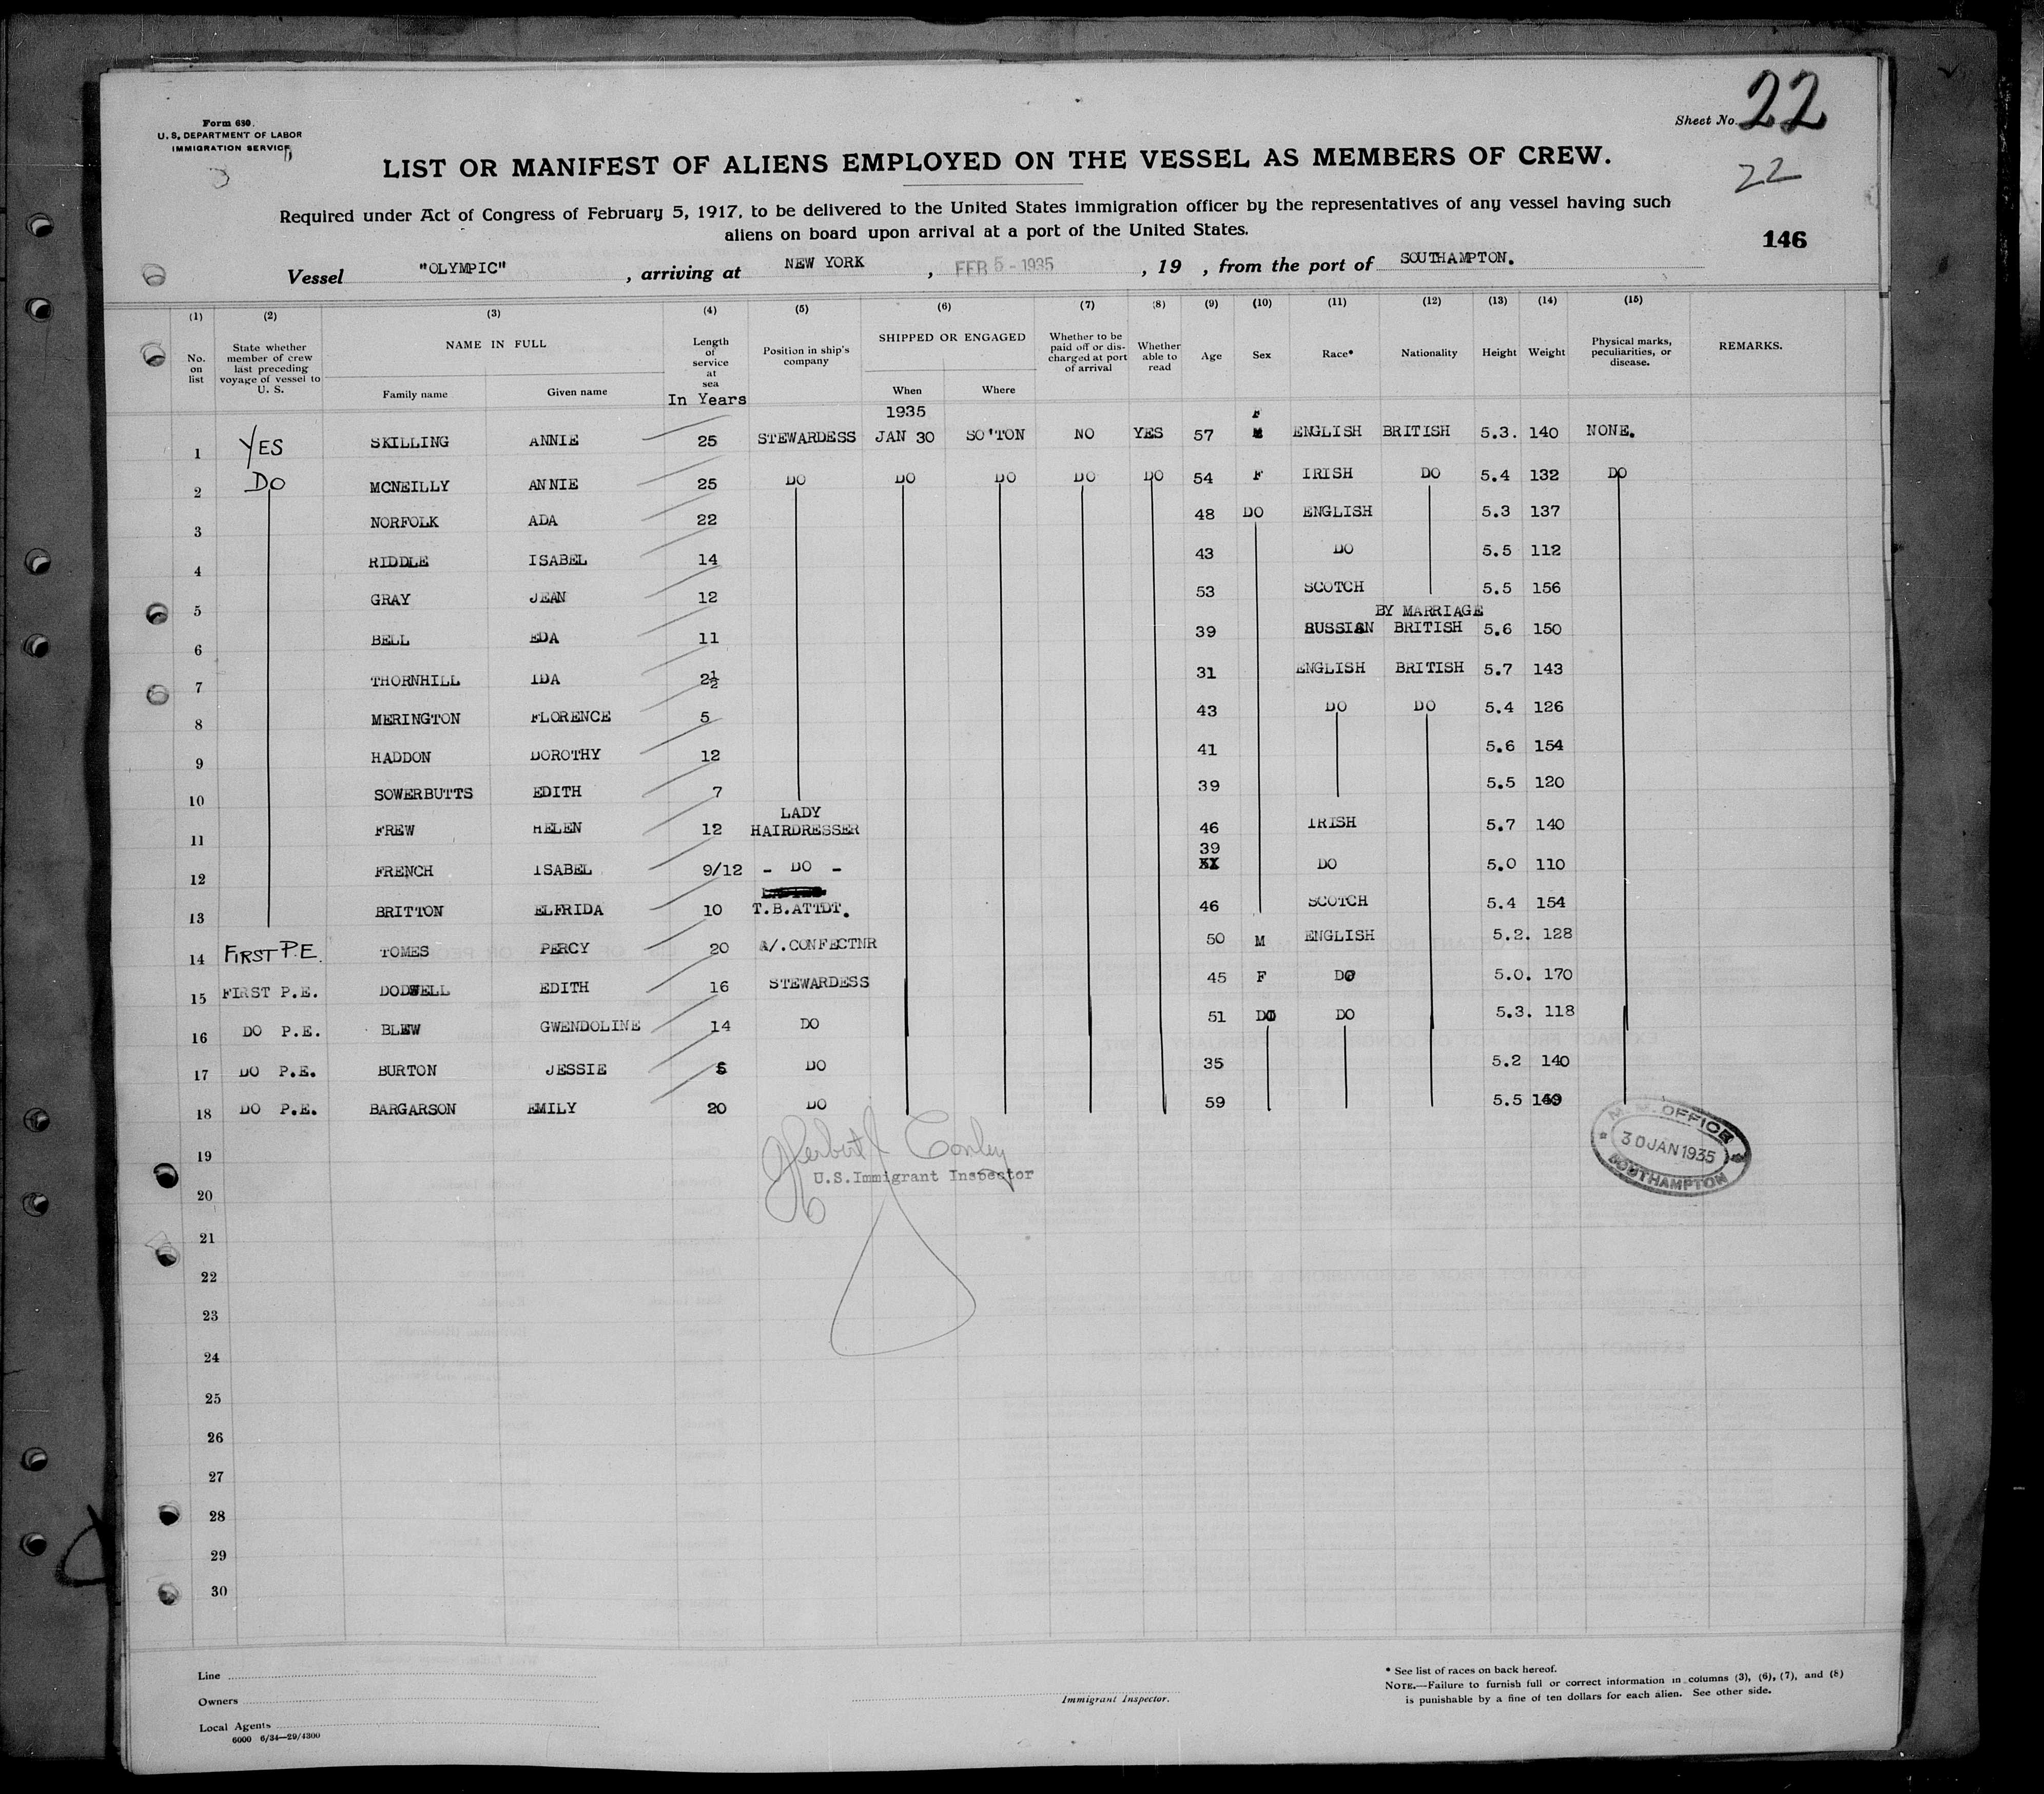 Form 680.
U. S. DEPARTMENT OF LABOR
IMMIGRATION SERVICE
Sheet No. 22
22
LIST OR MANIFEST OF ALIENS EMPLOYED ON THE VESSEL AS MEMBERS OF CREW.
Required under Act of Congress of February 5, 1917, to be delivered to the United States immigration officer by the representatives of any vessel having such
aliens on board upon arrival at a port of the United States.
146
Vessel "OLYMPIC" , arriving at NEW YORK , FEB 5 - 1935 , 19 , from the port of SOUTHAMPTON.
(1) (2) (3) (4) (5) (6) (7) (8) (9) (10) (11) (12) (13) (14) (15)
No. on list State whether member of crew last preceding voyage of vessel to U. S. NAME IN FULL Family name Given name Length of service at sea In Years Position in ship's company SHIPPED OR ENGAGED When Where Whether to be paid off or discharged at port of arrival Whether able to read Age Sex Race* Nationality Height Weight Physical marks, peculiarities, or disease. REMARKS.
1935 F
1 YES SKILLING ANNIE 25 STEWARDESS JAN 30 SO'TON NO YES 57 ENGLISH BRITISH 5.3. 140 NONE.
2 DO MCNEILLY ANNIE 25 DO DO DO DO DO 54 F IRISH DO 5.4 132 DO
3 NORFOLK ADA 22 48 DO ENGLISH 5.3 137
4 RIDDLE ISABEL 14 43 DO 5.5 112
5 GRAY JEAN 12 53 SCOTCH 5.5 156
BY MARRIAGE
6 BELL EDA 11 39 RUSSIAN BRITISH 5.6 150
7 THORNHILL IDA 2½ 31 ENGLISH BRITISH 5.7 143
8 MERINGTON FLORENCE 5 43 DO DO 5.4 126
9 HADDON DOROTHY 12 41 5.6 154
10 SOWERBUTTS EDITH 7 39 5.5 120
11 FREW HELEN 12 LADY HAIRDRESSER 46 IRISH 5.7 140
39
12 FRENCH ISABEL 9/12 - DO - DO 5.0 110
13 BRITTON ELFRIDA 10 T.B.ATTDT. 46 SCOTCH 5.4 154
14 FIRST P.E. TOMES PERCY 20 A/.CONFECTNR 50 M ENGLISH 5.2. 128
15 FIRST P.E. DODWELL EDITH 16 STEWARDESS 45 F DO 5.0. 170
16 DO P.E. BLEW GWENDOLINE 14 DO 51 DO DO 5.3. 118
17 DO P.E. BURTON JESSIE DO 35 5.2 140
18 DO P.E. BARGARSON EMILY 20 DO 59 5.5
19
20
21
22
23
24
25
26
27
28
29
30
Herbert J Conley
U.S.Immigrant Inspector
M. M. OFFICE
30 JAN 1935
SOUTHAMPTON
Line
Owners
Local Agents
6000 6/34—29/4300
Immigrant Inspector.
* See list of races on back hereof.
NOTE.—Failure to furnish full or correct information in columns (3), (6), (7), and (8)
is punishable by a fine of ten dollars for each alien. See other side.